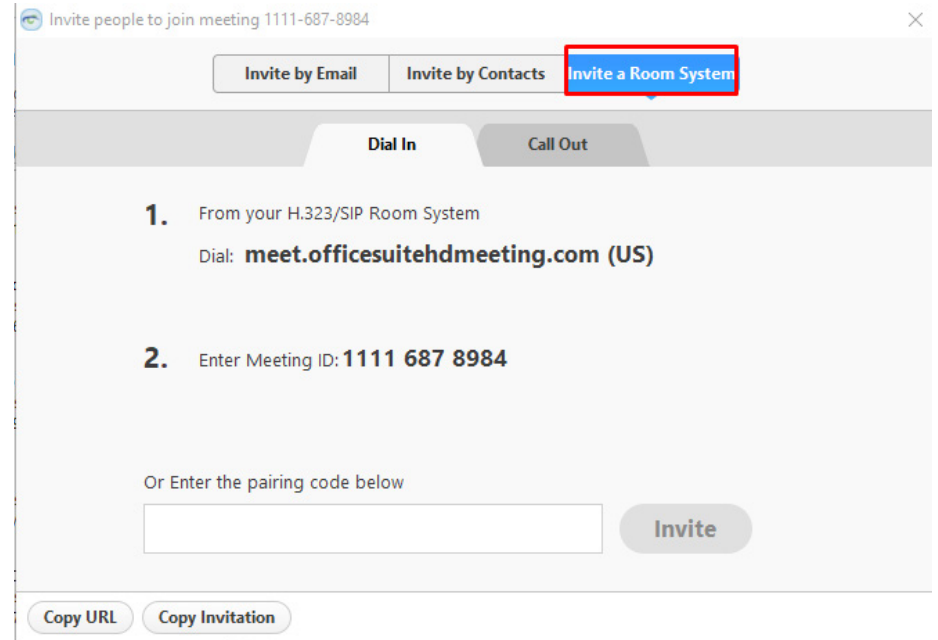 Invite people to join meeting 1111-687-8984
Invite by Email Invite by Contacts Invite a Room System
Dial In Call Out
1. From your H.323/SIP Room System
Dial: meet.officesuitehdmeeting.com (US)
2. Enter Meeting ID: 1111 687 8984
Or Enter the pairing code below
Invite
Copy URL Copy Invitation